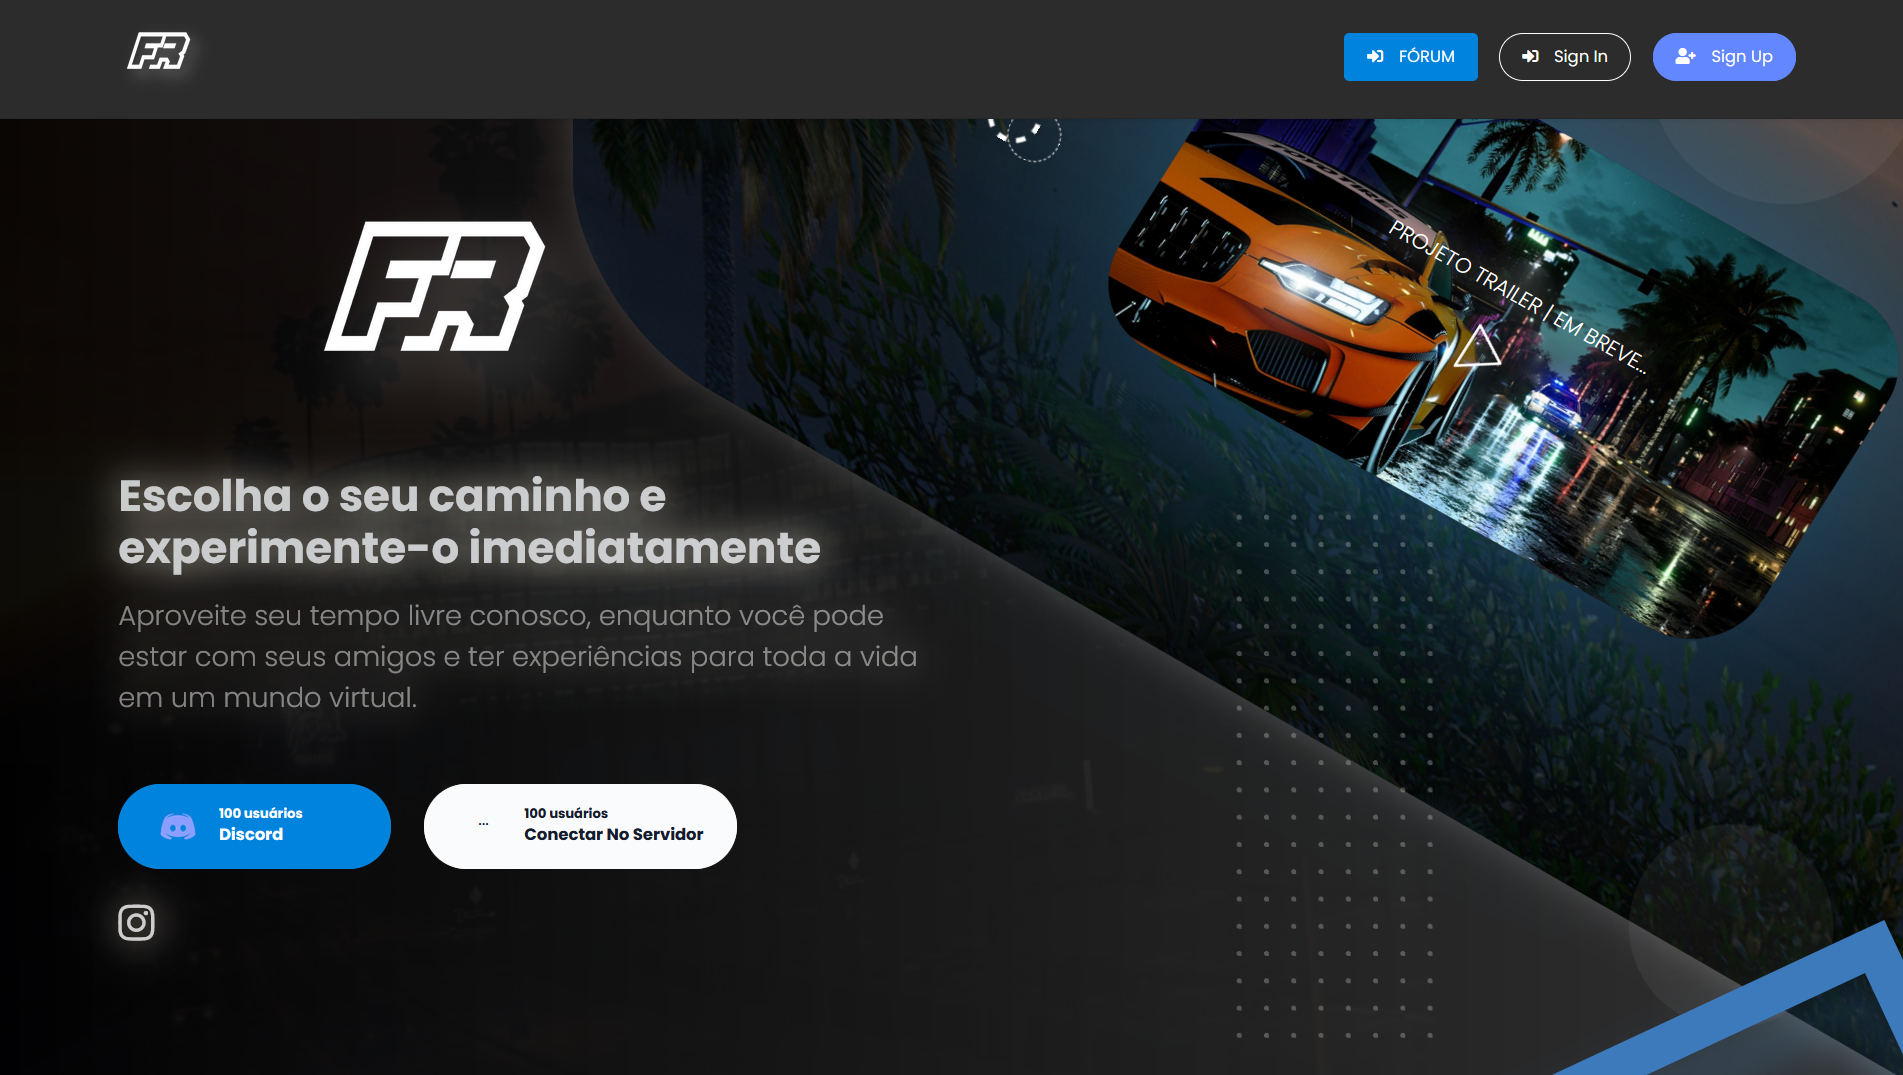 FR
FÓRUM
Sign In
Sign Up
FR
PROJETO TRAILER | EM BREVE...
Escolha o seu caminho e
experimente-o imediatamente
Aproveite seu tempo livre conosco, enquanto você pode
estar com seus amigos e ter experiências para toda a vida
em um mundo virtual.
100 usuários
Discord
...
100 usuários
Conectar No Servidor